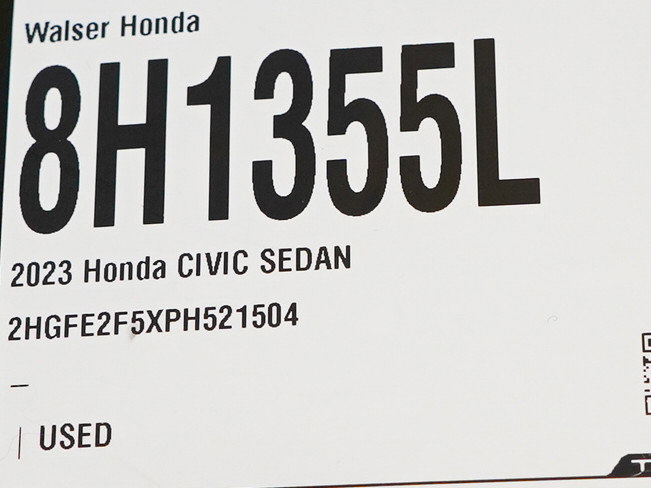 Walser Honda
8H1355L
2023 Honda CIVIC SEDAN
2HGFE2F5XPH521504
–
| USED